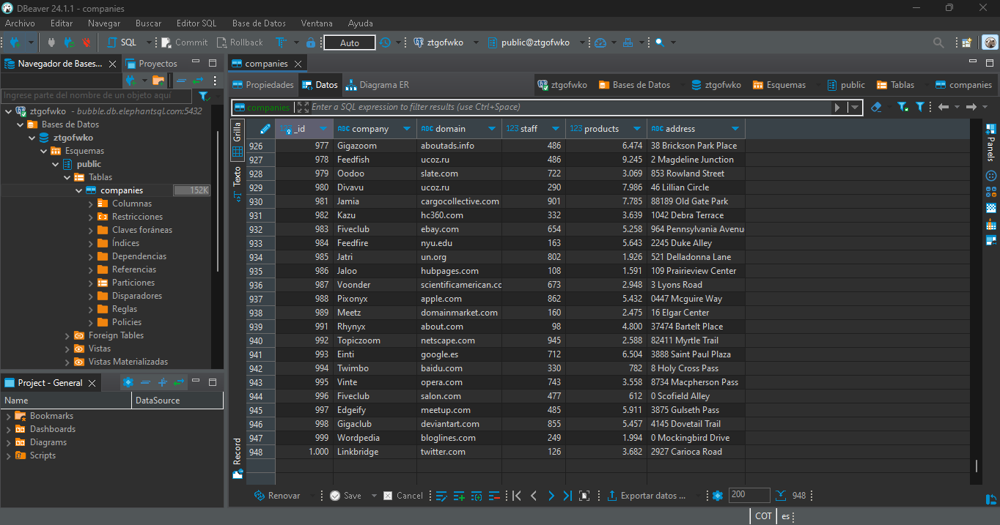 DBeaver 24.1.1 - companies
Archivo Editar Navegar Buscar Editor SQL Base de Datos Ventana Ayuda
SQL Commit Rollback Auto ztgofwko public@ztgofwko
Navegador de Bases... Proyectos
Ingrese parte del nombre de un objeto aquí
ztgofwko - bubble.db.elephantsql.com:5432
Bases de Datos
ztgofwko
Esquemas
public
Tablas
companies 152K
Columnas
Restricciones
Claves foráneas
Índices
Dependencias
Referencias
Particiones
Disparadores
Reglas
Policies
Foreign Tables
Vistas
Vistas Materializadas
Project - General
Name DataSource
Bookmarks
Dashboards
Diagrams
Scripts
companies
Propiedades Datos Diagrama ER ztgofwko Bases de Datos ztgofwko Esquemas public Tablas companies
companies Enter a SQL expression to filter results (use Ctrl+Space)
Grilla
Texto
Record
123 _id ABC company ABC domain 123 staff 123 products ABC address
926 977 Gigazoom aboutads.info 486 6.474 38 Brickson Park Place
927 978 Feedfish ucoz.ru 486 9.245 2 Magdeline Junction
928 979 Oodoo slate.com 722 3.069 853 Rowland Street
929 980 Divavu ucoz.ru 290 7.986 46 Lillian Circle
930 981 Jamia cargocollective.com 901 7.785 88189 Old Gate Park
931 982 Kazu hc360.com 332 3.639 1042 Debra Terrace
932 983 Fiveclub ebay.com 654 5.258 964 Pennsylvania Avenu
933 984 Feedfire nyu.edu 163 5.643 2245 Duke Alley
934 985 Jatri un.org 802 1.926 521 Delladonna Lane
935 986 Jaloo hubpages.com 108 1.591 109 Prairieview Center
936 987 Voonder scientificamerican.cc 673 2.948 3 Lyons Road
937 988 Pixonyx apple.com 862 5.432 0447 Mcguire Way
938 989 Meetz domainmarket.com 160 2.475 16 Elgar Center
939 991 Rhynyx about.com 98 4.800 37474 Bartelt Place
940 992 Topiczoom netscape.com 945 2.588 82411 Myrtle Trail
941 993 Einti google.es 712 6.504 3888 Saint Paul Plaza
942 994 Twimbo baidu.com 330 782 8 Holy Cross Pass
943 995 Vinte opera.com 743 3.558 8734 Macpherson Pass
944 996 Fiveclub salon.com 477 612 0 Scofield Alley
945 997 Edgeify meetup.com 485 5.911 3875 Gulseth Pass
946 998 Gigaclub deviantart.com 855 5.457 4145 Dovetail Trail
947 999 Wordpedia bloglines.com 249 1.994 0 Mockingbird Drive
948 1.000 Linkbridge twitter.com 126 3.682 2927 Carioca Road
Panels
Renovar Save Cancel Exportar datos ... 200 948
COT es